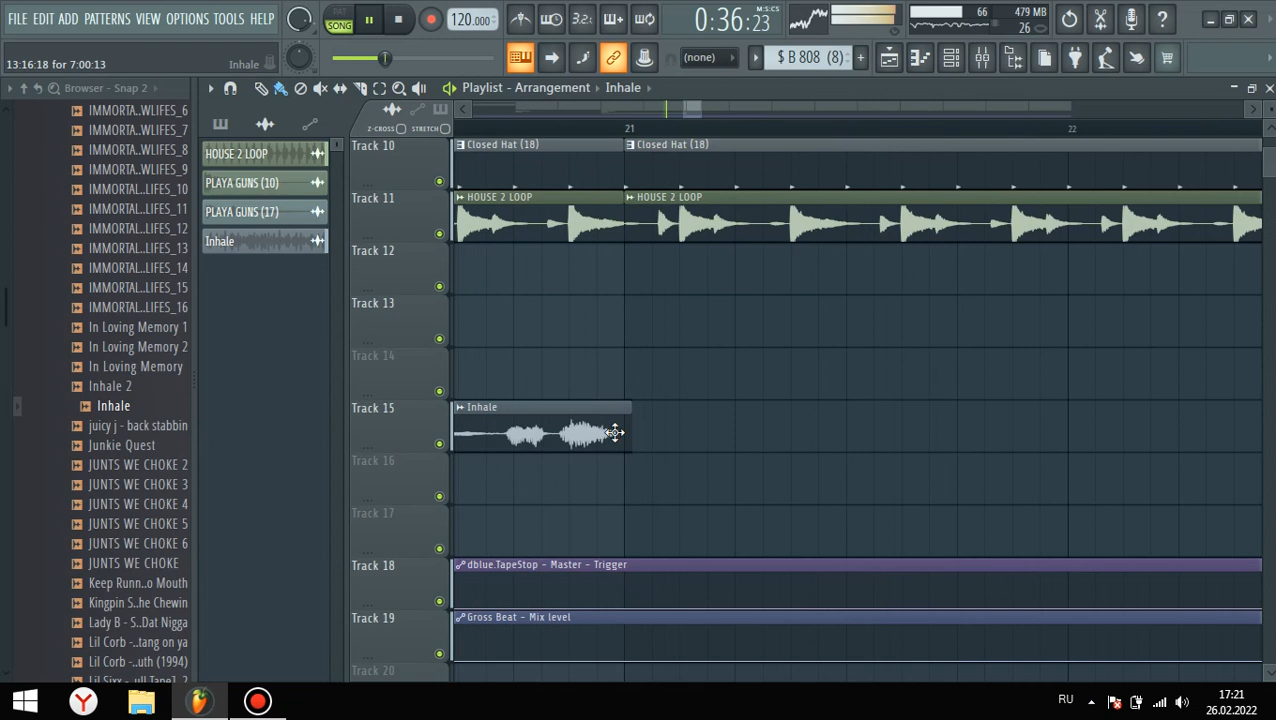 FILE EDIT ADD PATTERNS VIEW OPTIONS TOOLS HELP
PAT
SONG
120.000
3.2.
0:36:23
M:S:CS
66
479 MB
26
13:16:18 for 7:00:13
Inhale
(none)
$ B 808 (8)
Browser - Snap 2
Playlist - Arrangement
Inhale
Z-CROSS
STRETCH
21
22
IMMORTA..WLIFES_6
IMMORTA..WLIFES_7
IMMORTA..WLIFES_8
IMMORTA..WLIFES_9
IMMORTAL..LIFES_10
IMMORTAL..LIFES_11
IMMORTAL..LIFES_12
IMMORTAL..LIFES_13
IMMORTAL..LIFES_14
IMMORTAL..LIFES_15
IMMORTAL..LIFES_16
In Loving Memory 1
In Loving Memory 2
In Loving Memory
Inhale 2
Inhale
juicy j - back stabbin
Junkie Quest
JUNTS WE CHOKE 2
JUNTS WE CHOKE 3
JUNTS WE CHOKE 4
JUNTS WE CHOKE 5
JUNTS WE CHOKE 6
JUNTS WE CHOKE
Keep Runn..o Mouth
Kingpin S..he Chewin
Lady B - S..Dat Nigga
Lil Corb -..tang on ya
Lil Corb -..uth (1994)
HOUSE 2 LOOP
PLAYA GUNS (10)
PLAYA GUNS (17)
Inhale
Track 10
Closed Hat (18)
Closed Hat (18)
Track 11
HOUSE 2 LOOP
HOUSE 2 LOOP
Track 12
Track 13
Track 14
Track 15
Inhale
Track 16
Track 17
Track 18
dblue.TapeStop - Master - Trigger
Track 19
Gross Beat - Mix level
Track 20
RU
17:21
26.02.2022